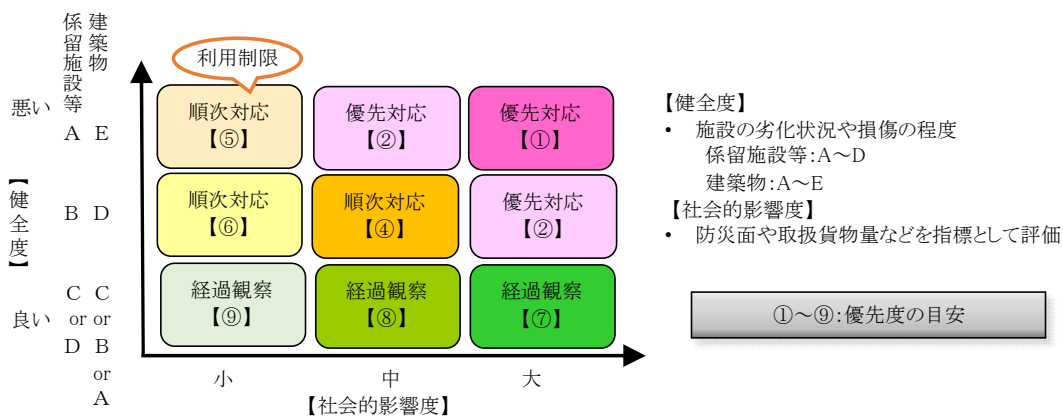 係留施設等
建築物
利用制限
悪い
A E
順次対応
【⑤】
優先対応
【②】
優先対応
【①】
【健全度】
B D
順次対応
【⑥】
順次対応
【④】
優先対応
【②】
良い
C C
or or
D B
or
A
経過観察
【⑨】
経過観察
【⑧】
経過観察
【⑦】
小
中
大
【社会的影響度】
【健全度】
• 施設の劣化状況や損傷の程度
係留施設等:A～D
建築物:A～E
【社会的影響度】
• 防災面や取扱貨物量などを指標として評価
①～⑨:優先度の目安